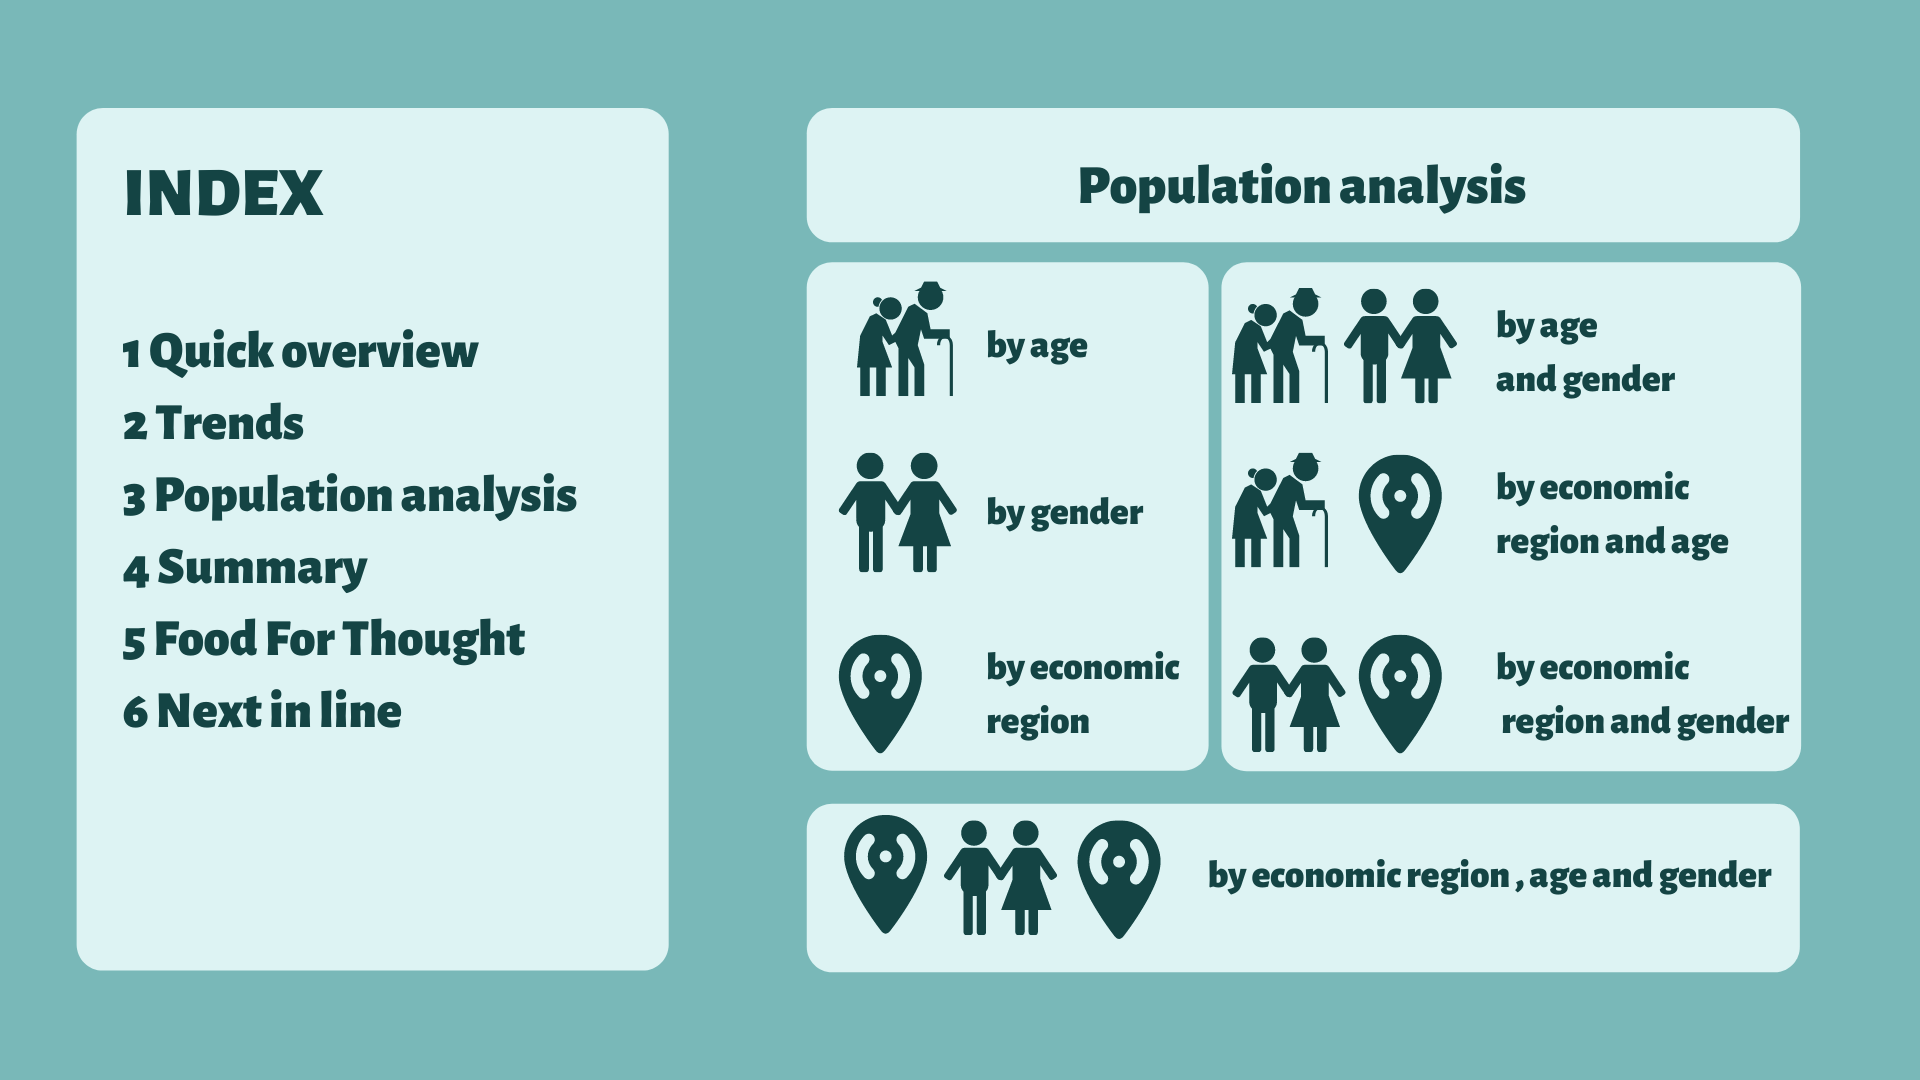 INDEX
1 Quick overview
2 Trends
3 Population analysis
4 Summary
5 Food For Thought
6 Next in line
Population analysis
by age
by gender
by economic
region
by age
and gender
by economic
region and age
by economic
region and gender
by economic region , age and gender